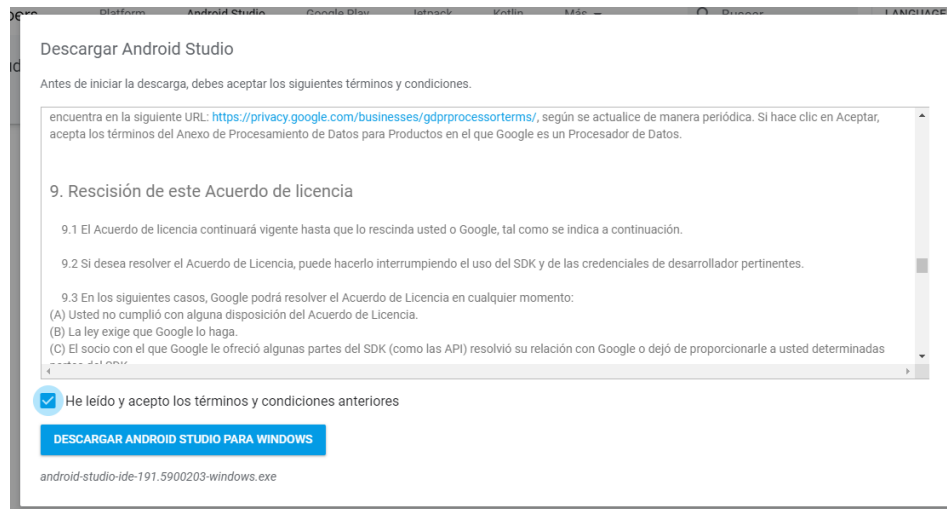 Platform Android Studio Google Play Jetpack Kotlin Más Buscar LANGUAGE
Descargar Android Studio
Antes de iniciar la descarga, debes aceptar los siguientes términos y condiciones.
encuentra en la siguiente URL: https://privacy.google.com/businesses/gdprprocessorterms/, según se actualice de manera periódica. Si hace clic en Aceptar,
acepta los términos del Anexo de Procesamiento de Datos para Productos en el que Google es un Procesador de Datos.
9. Rescisión de este Acuerdo de licencia
9.1 El Acuerdo de licencia continuará vigente hasta que lo rescinda usted o Google, tal como se indica a continuación.
9.2 Si desea resolver el Acuerdo de Licencia, puede hacerlo interrumpiendo el uso del SDK y de las credenciales de desarrollador pertinentes.
9.3 En los siguientes casos, Google podrá resolver el Acuerdo de Licencia en cualquier momento:
(A) Usted no cumplió con alguna disposición del Acuerdo de Licencia.
(B) La ley exige que Google lo haga.
(C) El socio con el que Google le ofreció algunas partes del SDK (como las API) resolvió su relación con Google o dejó de proporcionarle a usted determinadas
He leído y acepto los términos y condiciones anteriores
DESCARGAR ANDROID STUDIO PARA WINDOWS
android-studio-ide-191.5900203-windows.exe